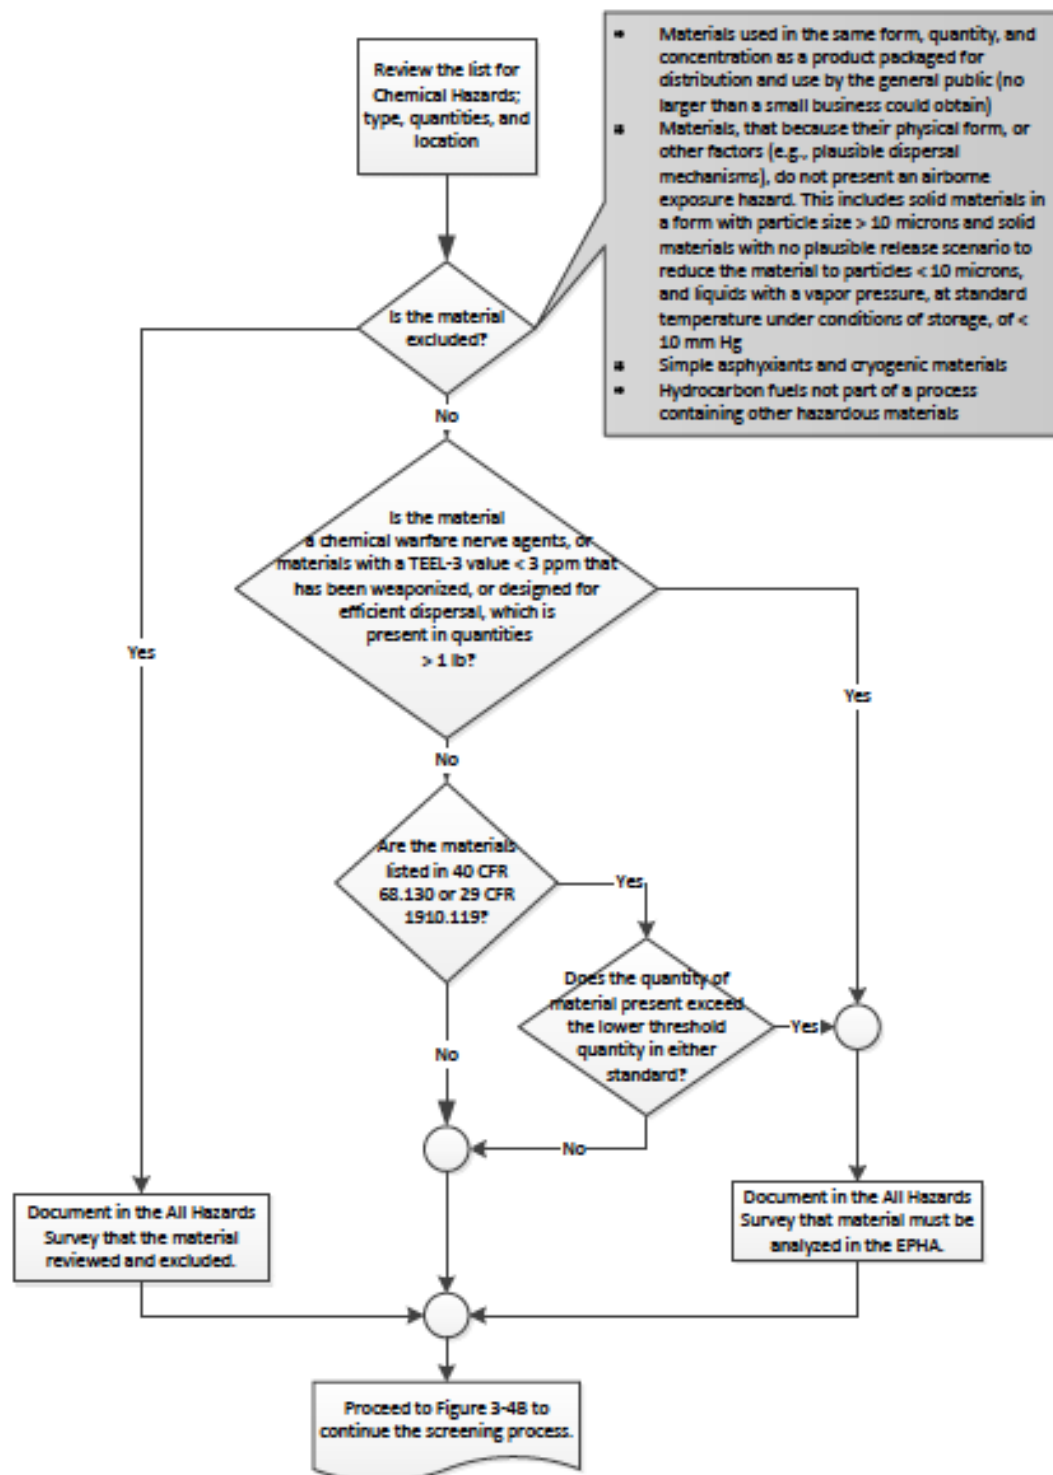 Review the list for
Chemical Hazards;
type, quantities, and
location
Materials used in the same form, quantity, and
concentration as a product packaged for
distribution and use by the general public (no
larger than a small business could obtain)
Materials, that because their physical form, or
other factors (e.g., plausible dispersal
mechanisms), do not present an airborne
exposure hazard. This includes solid materials in
a form with particle size > 10 microns and solid
materials with no plausible release scenario to
reduce the material to particles < 10 microns,
and liquids with a vapor pressure, at standard
temperature under conditions of storage, of <
10 mm Hg
Simple asphyxiants and cryogenic materials
Hydrocarbon fuels not part of a process
containing other hazardous materials
Is the material
excluded?
No
Is the material
a chemical warfare nerve agents, or
materials with a TEEL-3 value < 3 ppm that
has been weaponized, or designed for
efficient dispersal, which is
present in quantities
> 1 lb?
Yes
Yes
No
Are the materials
listed in 40 CFR
68.130 or 29 CFR
1910.119?
Yes
Does the quantity of
material present exceed
the lower threshold
quantity in either
standard?
Yes
No
No
Document in the All Hazards
Survey that the material
reviewed and excluded.
Document in the All Hazards
Survey that material must be
analyzed in the EPHA.
Proceed to Figure 3-4B to
continue the screening process.